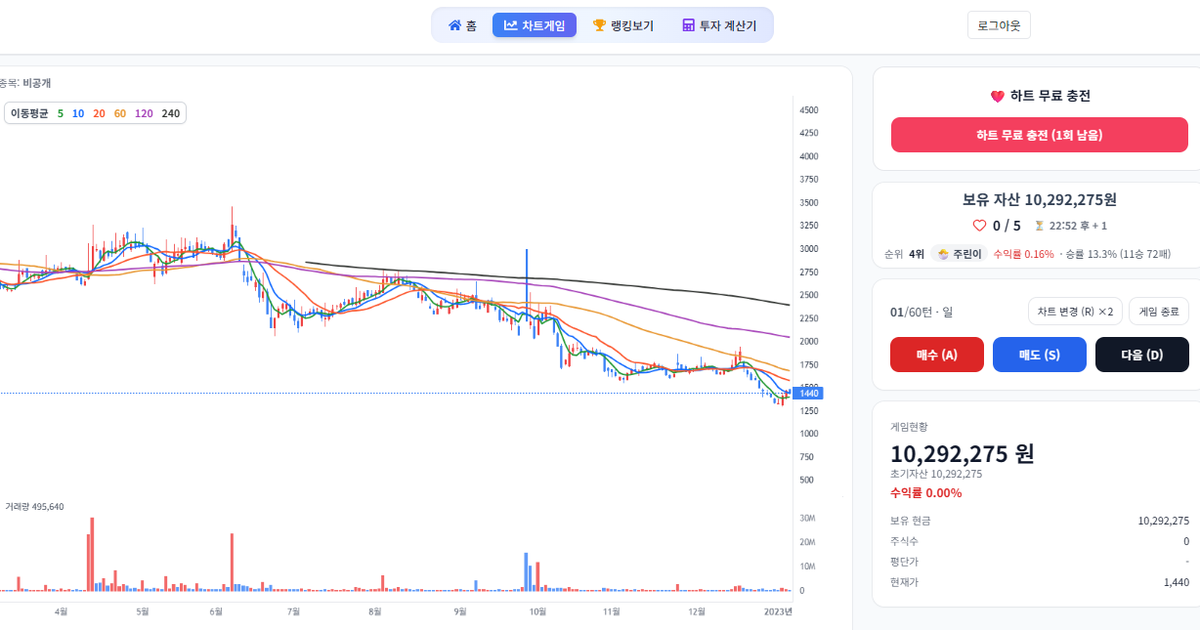 홈 차트게임 랭킹보기 투자 계산기 로그아웃
종목: 비공개
이동평균 5 10 20 60 120 240
4500
4250
4000
3750
3500
3250
3000
2750
2500
2250
2000
1750
1500
1440
1250
1000
750
500
거래량 495,640
30M
20M
10M
0
4월 5월 6월 7월 8월 9월 10월 11월 12월 2023년
하트 무료 충전
하트 무료 충전 (1회 남음)
보유 자산 10,292,275원
0 / 5 22:52 후 + 1
순위 4위 주린이 수익률 0.16% · 승률 13.3% (11승 72패)
01/60턴 · 일 차트 변경 (R) ×2 게임 종료
매수 (A) 매도 (S) 다음 (D)
게임현황
10,292,275 원
초기자산 10,292,275
수익률 0.00%
보유 현금 10,292,275
주식수 0
평단가 -
현재가 1,440